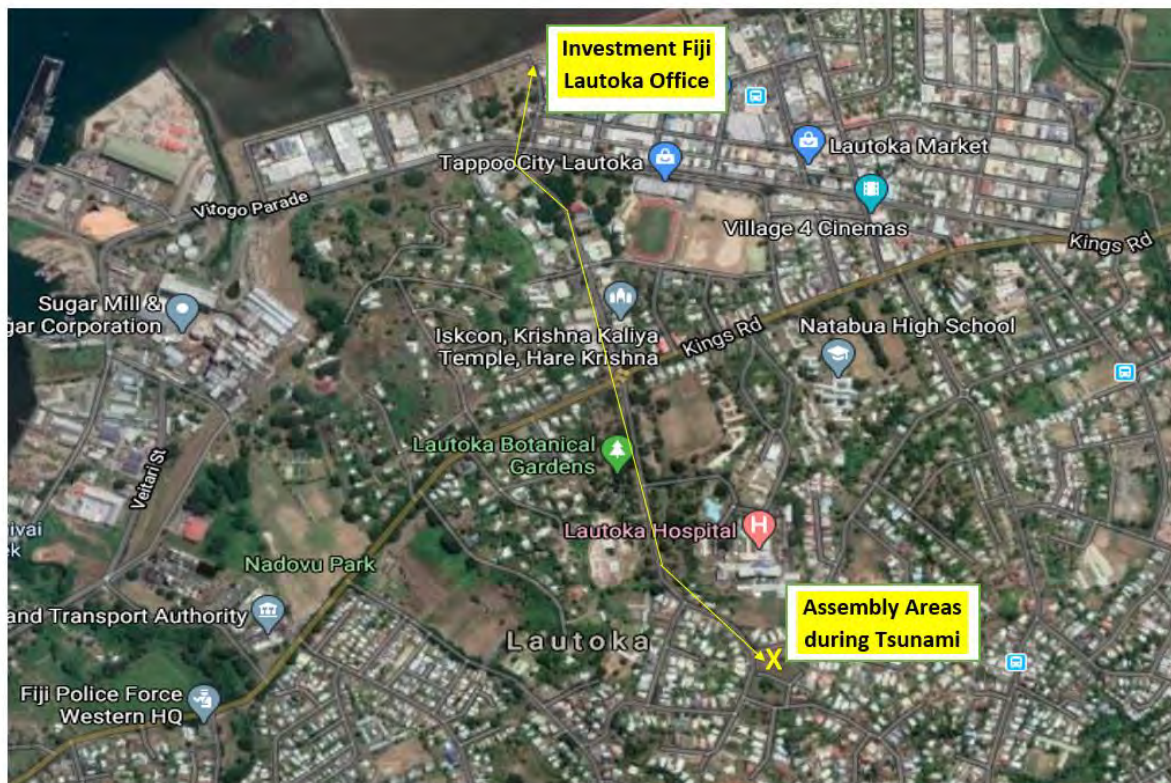 Investment Fiji
Lautoka Office
TappooCity Lautoka
Lautoka Market
Vitogo Parade
Village 4 Cinemas
Kings Rd
Sugar Mill &
gar Corporation
Iskcon, Krishna Kaliya
Temple, Hare Krishna
Kings Rd
Natabua High School
Lautoka Botanical
Gardens
Veitari St
Lautoka Hospital
H
ivai
ek
Nadovu Park
and Transport Authority
Assembly Areas
during Tsunami
Lautoka
X
Fiji Police Force
Western HQ